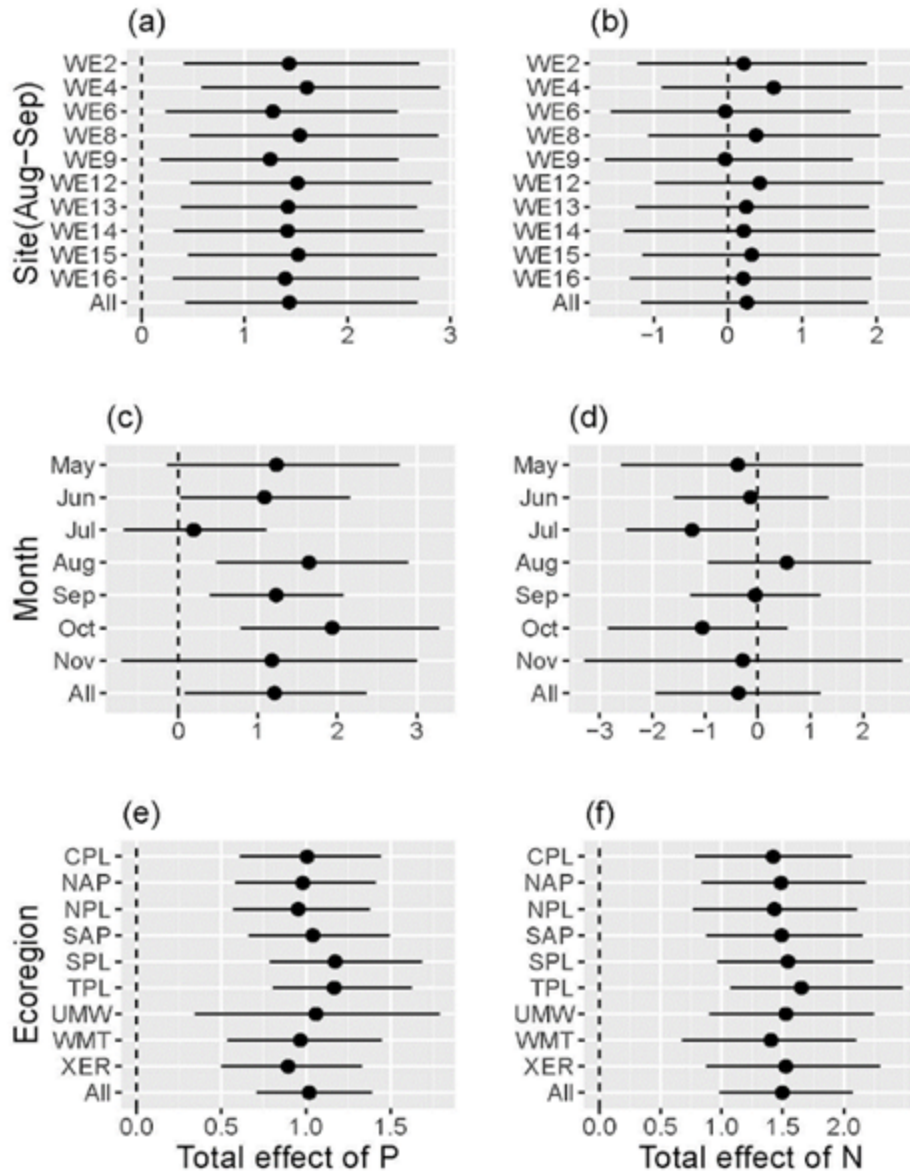 (a) (b)
WE2 WE2
WE4 WE4
WE6 WE6
WE8 WE8
WE9 WE9
WE12 WE12
WE13 WE13
WE14 WE14
WE15 WE15
WE16 WE16
All All
Site(Aug-Sep)
0 1 2 3 −1 0 1 2
(c) (d)
May May
Jun Jun
Jul Jul
Aug Aug
Sep Sep
Oct Oct
Nov Nov
All All
Month
0 1 2 3 −3 −2 −1 0 1 2
(e) (f)
CPL CPL
NAP NAP
NPL NPL
SAP SAP
SPL SPL
TPL TPL
UMW UMW
WMT WMT
XER XER
All All
Ecoregion
0.0 0.5 1.0 1.5 0.0 0.5 1.0 1.5 2.0
Total effect of P Total effect of N